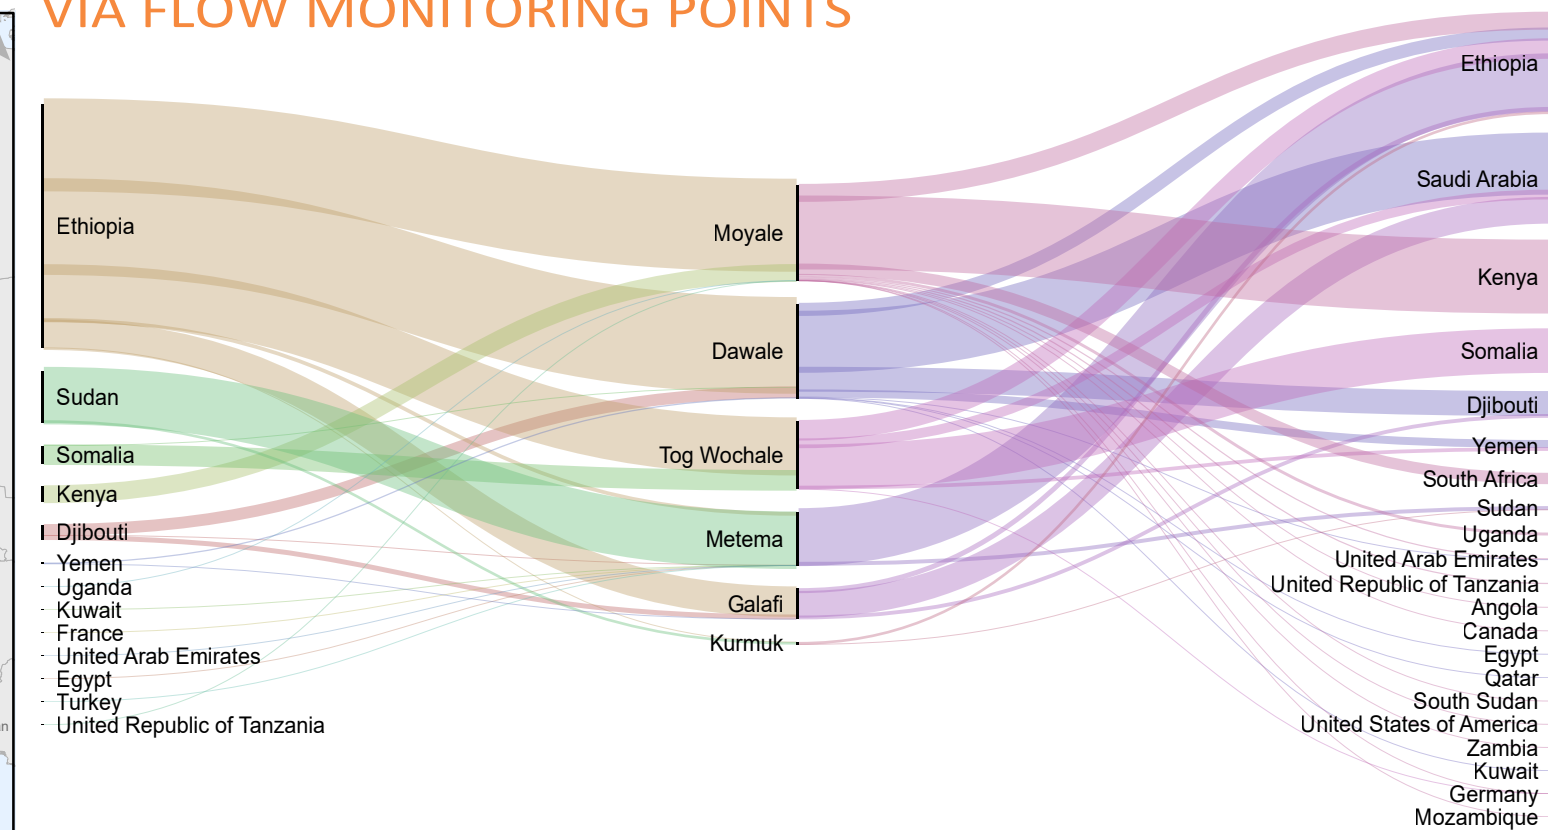 VIA FLOW MONITORING POINTS
Ethiopia
Sudan
Somalia
Kenya
Djibouti
Yemen
Uganda
Kuwait
France
United Arab Emirates
Egypt
Turkey
United Republic of Tanzania
Moyale
Dawale
Tog Wochale
Metema
Galafi
Kurmuk
Ethiopia
Saudi Arabia
Kenya
Somalia
Djibouti
Yemen
South Africa
Sudan
Uganda
United Arab Emirates
United Republic of Tanzania
Angola
Canada
Egypt
Qatar
South Sudan
United States of America
Zambia
Kuwait
Germany
Mozambique